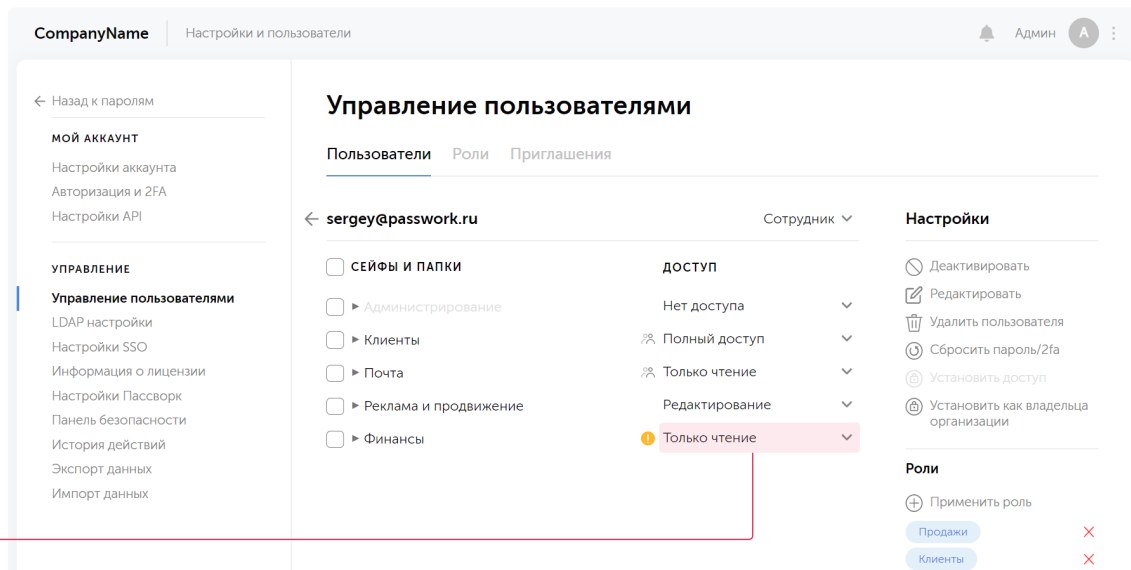 CompanyName
Настройки и пользователи
Админ
А
Назад к паролям
МОЙ АККАУНТ
Настройки аккаунта
Авторизация и 2FA
Настройки API
УПРАВЛЕНИЕ
Управление пользователями
LDAP настройки
Настройки SSO
Информация о лицензии
Настройки Пассворк
Панель безопасности
История действий
Экспорт данных
Импорт данных
Управление пользователями
Пользователи Роли Приглашения
sergey@passwork.ru Сотрудник
СЕЙФЫ И ПАПКИ ДОСТУП
Администрирование Нет доступа
Клиенты Полный доступ
Почта Только чтение
Реклама и продвижение Редактирование
Финансы Только чтение
Настройки
Деактивировать
Редактировать
Удалить пользователя
Сбросить пароль/2fa
Установить доступ
Установить как владельца
организации
Роли
Применить роль
Продажи
Клиенты